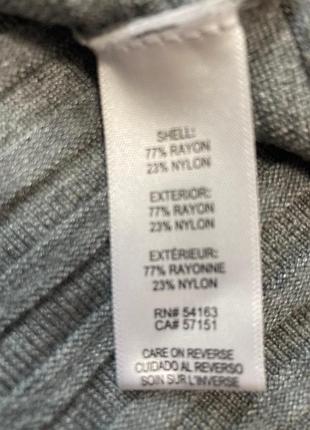 SHELL:
77% RAYON
23% NYLON
EXTERIOR:
77% RAYON
23% NYLON
EXTÉRIEUR:
77% RAYONNE
23% NYLON
RN# 54163
CA# 57151
CARE ON REVERSE
CUIDADO AL REVERSO
SOIN SUR L'INVERSE